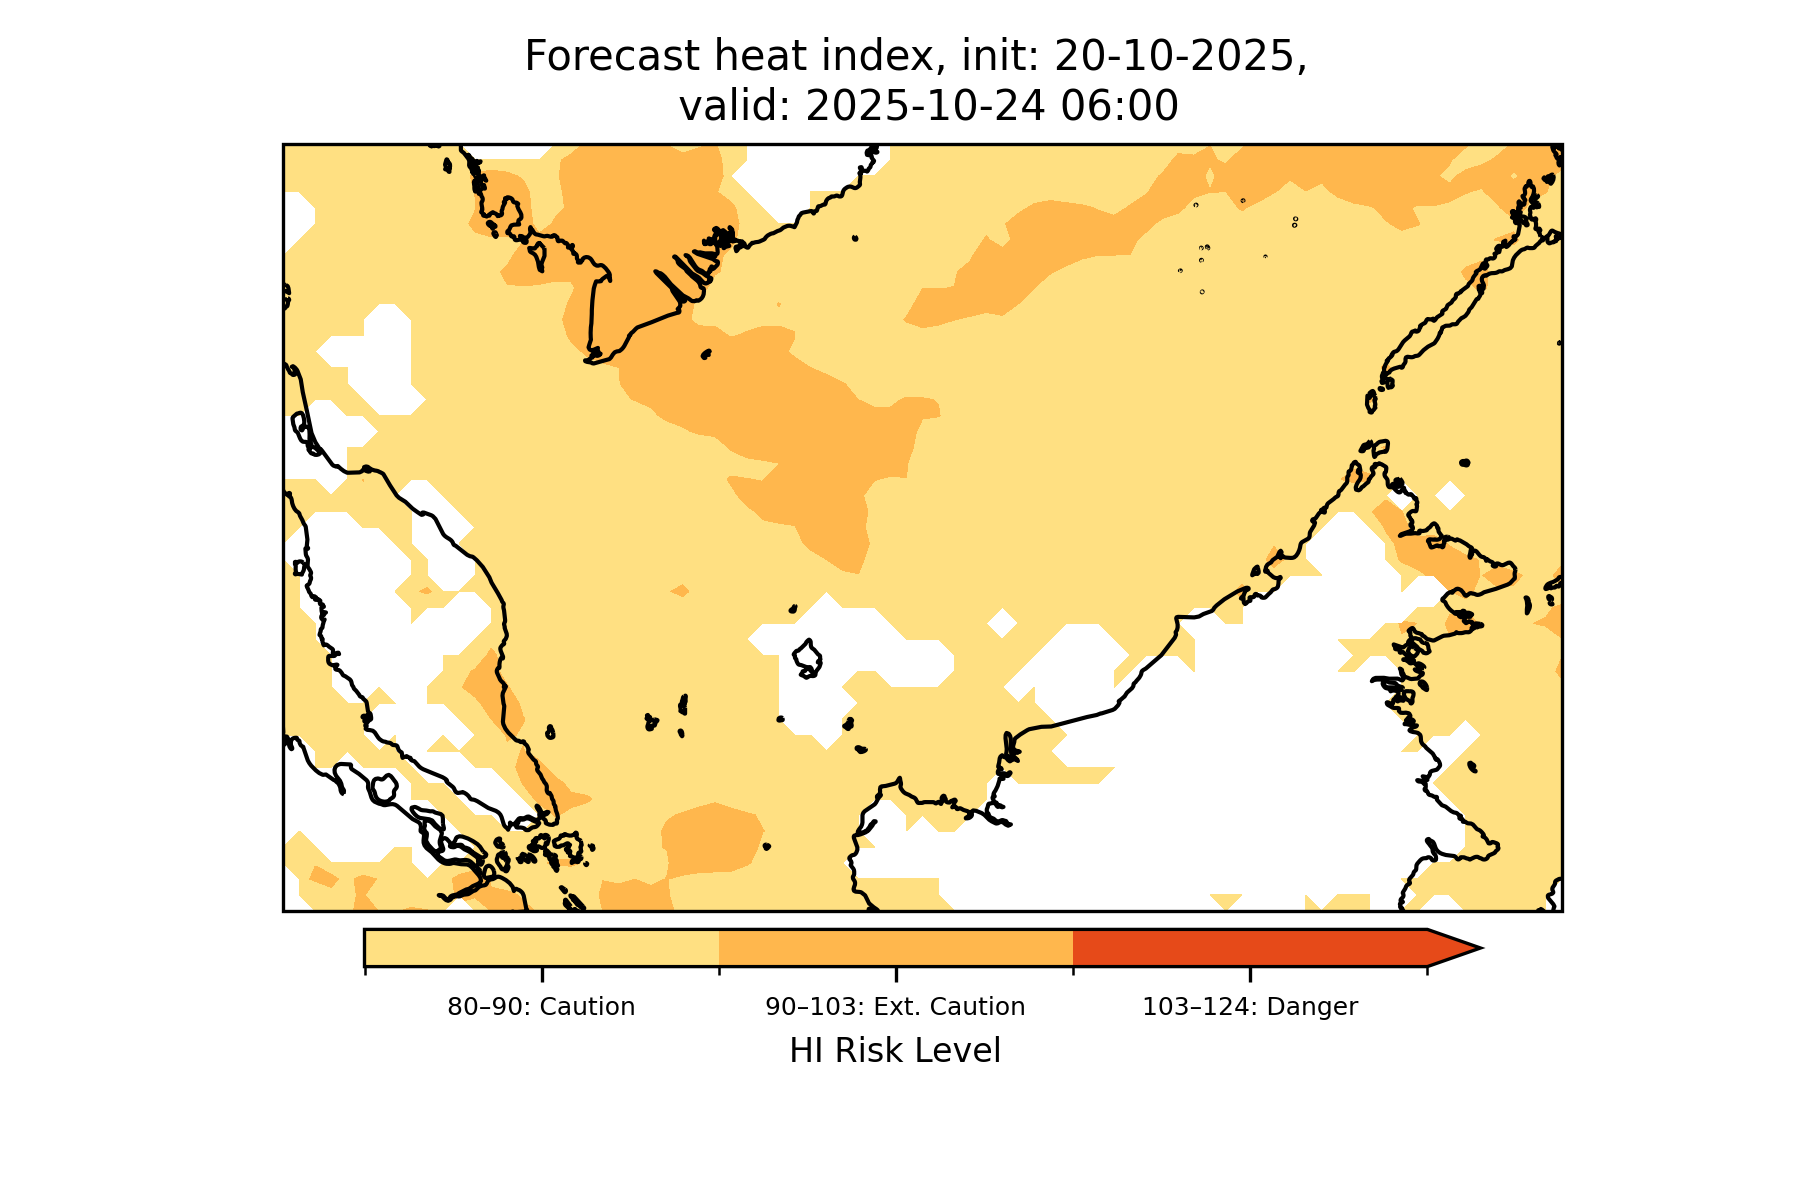 Forecast heat index, init: 20-10-2025,
valid: 2025-10-24 06:00
80–90: Caution
90–103: Ext. Caution
103–124: Danger
HI Risk Level